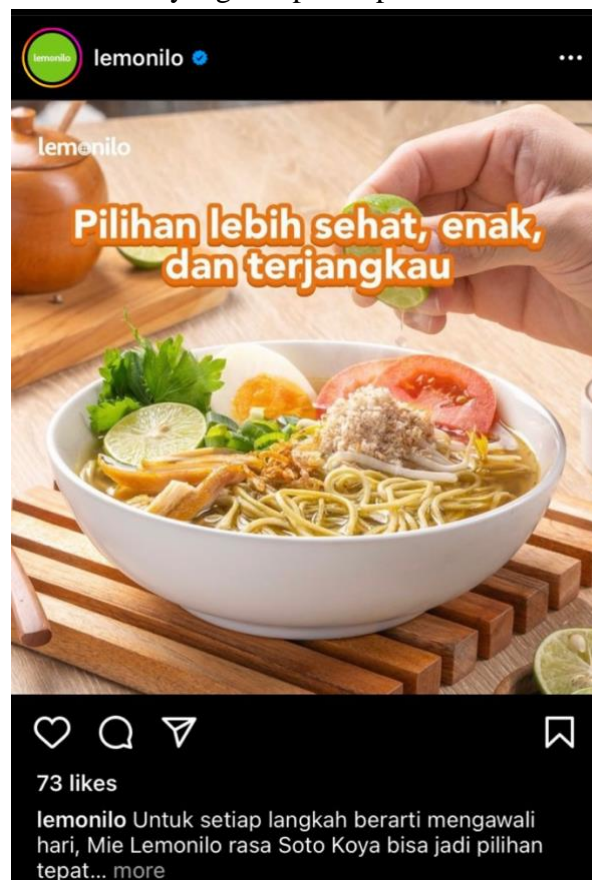 lemonilo
lemonilo
lemonilo
Pilihan lebih sehat, enak,
dan terjangkau
73 likes
lemonilo Untuk setiap langkah berarti mengawali
hari, Mie Lemonilo rasa Soto Koya bisa jadi pilihan
tepat... more